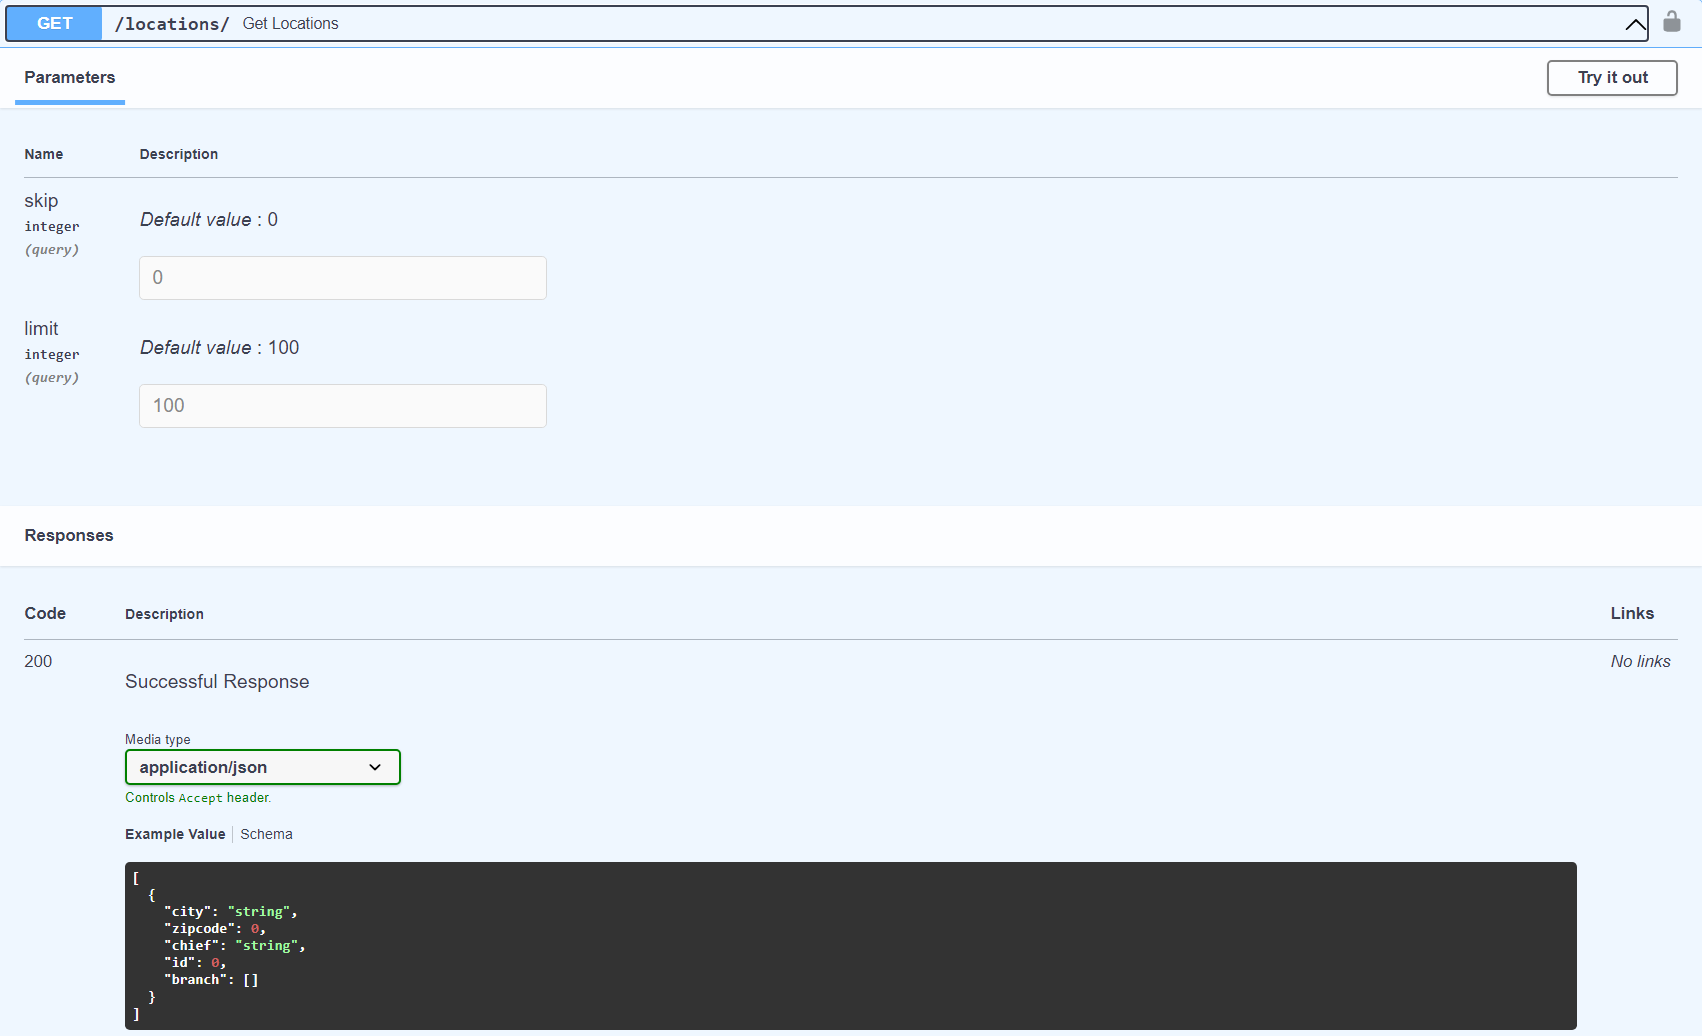 GET /locations/ Get Locations
Parameters
Try it out
Name Description
skip
integer
(query)
Default value : 0
0
limit
integer
(query)
Default value : 100
100
Responses
Code Description Links
200
Successful Response
No links
Media type
application/json
Controls Accept header.
Example Value Schema
[
  {
    "city": "string",
    "zipcode": 0,
    "chief": "string",
    "id": 0,
    "branch": []
  }
]